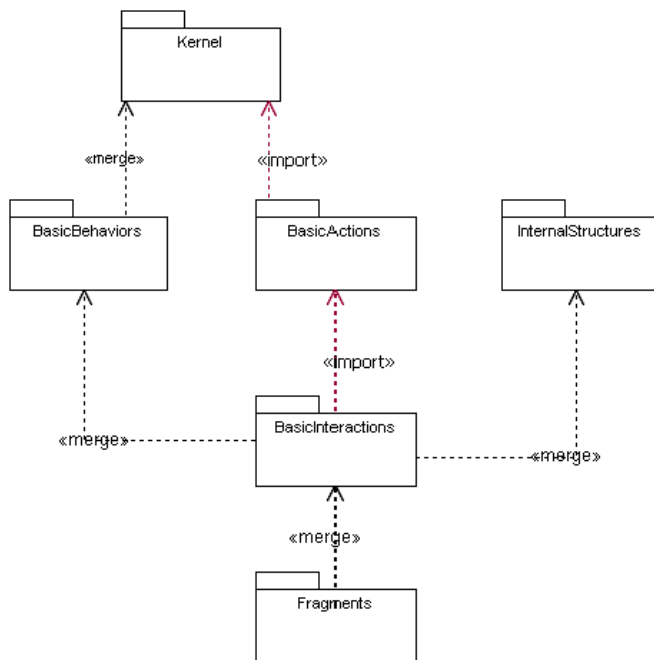 Kernel
«merge»
«import»
BasicBehaviors
BasicActions
InternalStructures
«import»
BasicInteractions
«merge»
«merge»
«merge»
Fragments